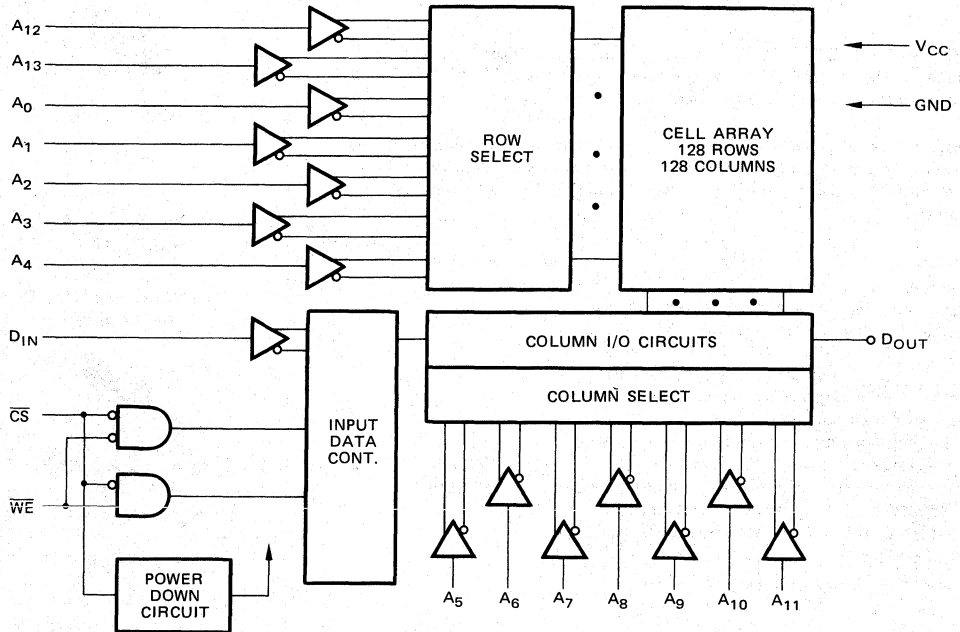 A12
A13
A0
A1
A2
A3
A4
ROW
SELECT
CELL ARRAY
128 ROWS
128 COLUMNS
VCC
GND
DIN
CS
WE
INPUT
DATA
CONT.
COLUMN I/O CIRCUITS
COLUMN SELECT
DOUT
POWER
DOWN
CIRCUIT
A5 A6 A7 A8 A9 A10 A11